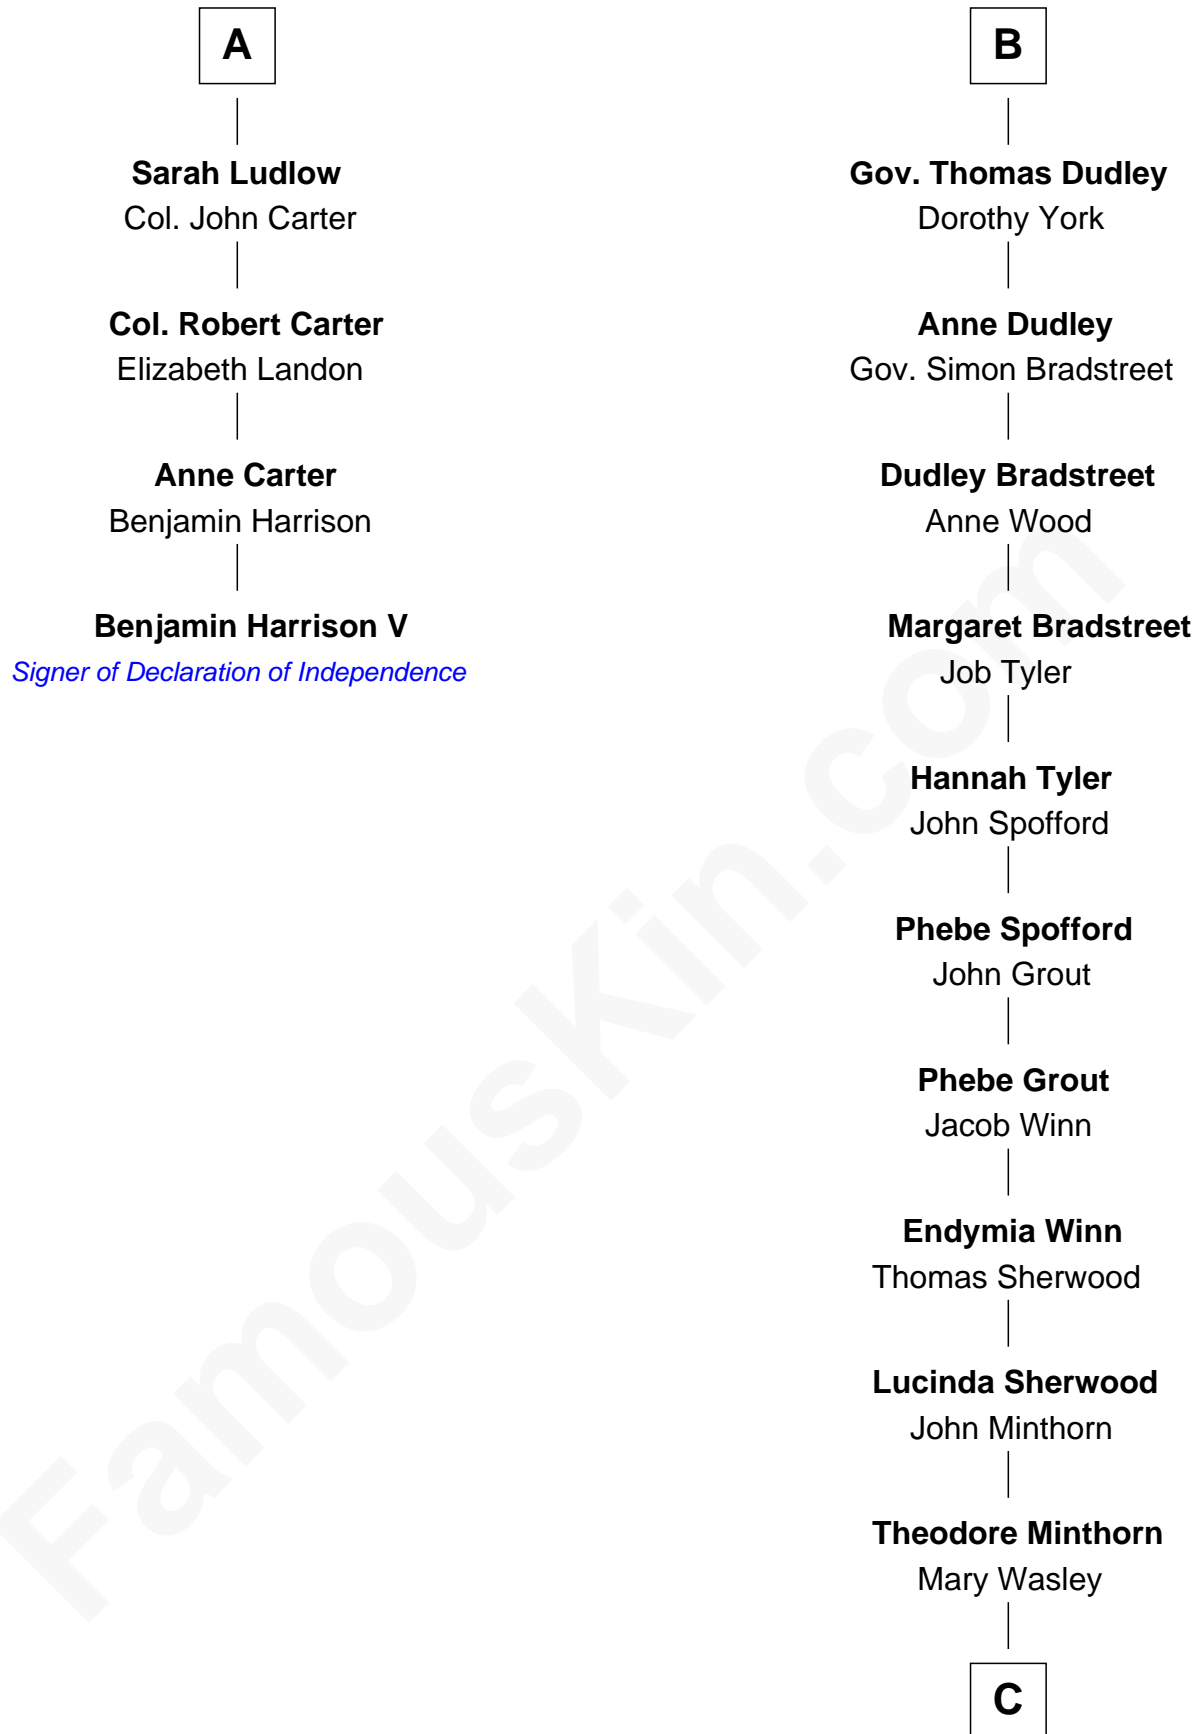 A
Sarah Ludlow
Col. John Carter
Col. Robert Carter
Elizabeth Landon
Anne Carter
Benjamin Harrison
Benjamin Harrison V
Signer of Declaration of Independence
B
Gov. Thomas Dudley
Dorothy York
Anne Dudley
Gov. Simon Bradstreet
Dudley Bradstreet
Anne Wood
Margaret Bradstreet
Job Tyler
Hannah Tyler
John Spofford
Phebe Spofford
John Grout
Phebe Grout
Jacob Winn
Endymia Winn
Thomas Sherwood
Lucinda Sherwood
John Minthorn
Theodore Minthorn
Mary Wasley
C
FamousKin.com